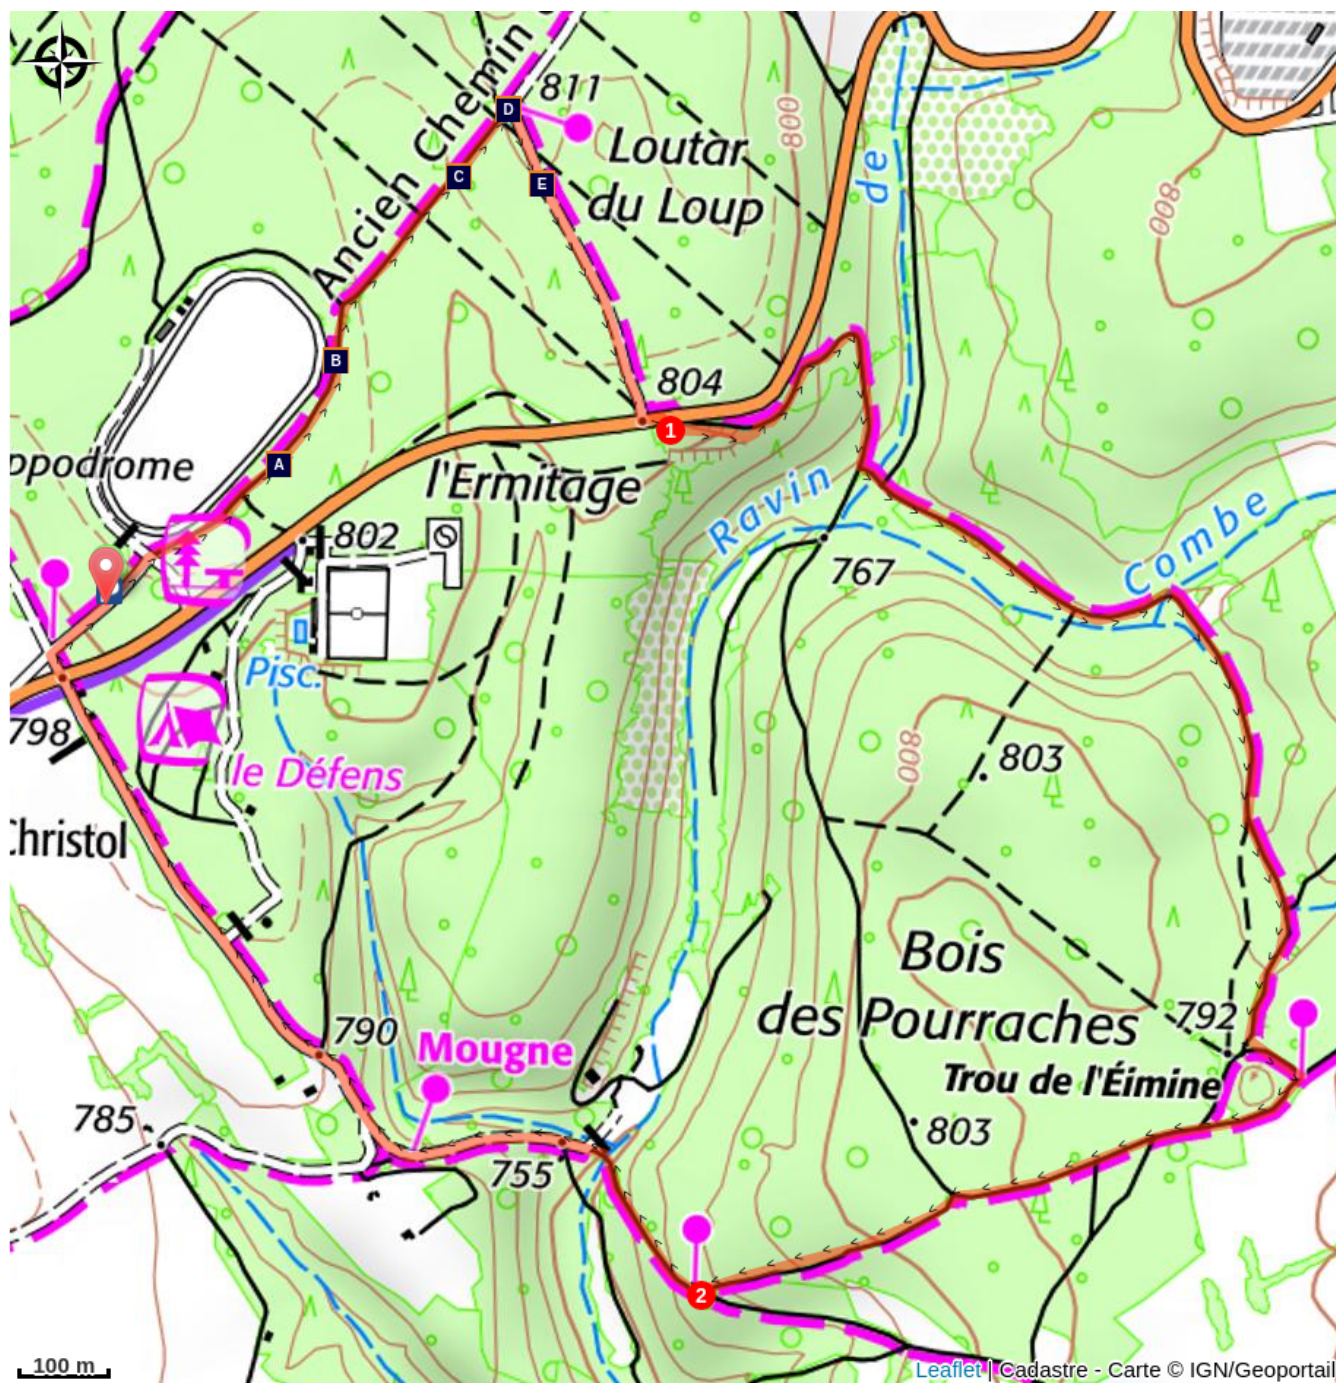 811
Ancien Chemin
D
800
Loutar
du Loup
C
E
de
800
B
804
1
A
ppodrome
l'Ermitage
Ravin
802
Combe
767
Pisc.
798
le Défens
800
803
Christol
Bois
des Pourraches
792
790
Mougne
Trou de l'Éimine
785
803
755
2
100 m
Leaflet | Cadastre - Carte © IGN/Geoportail